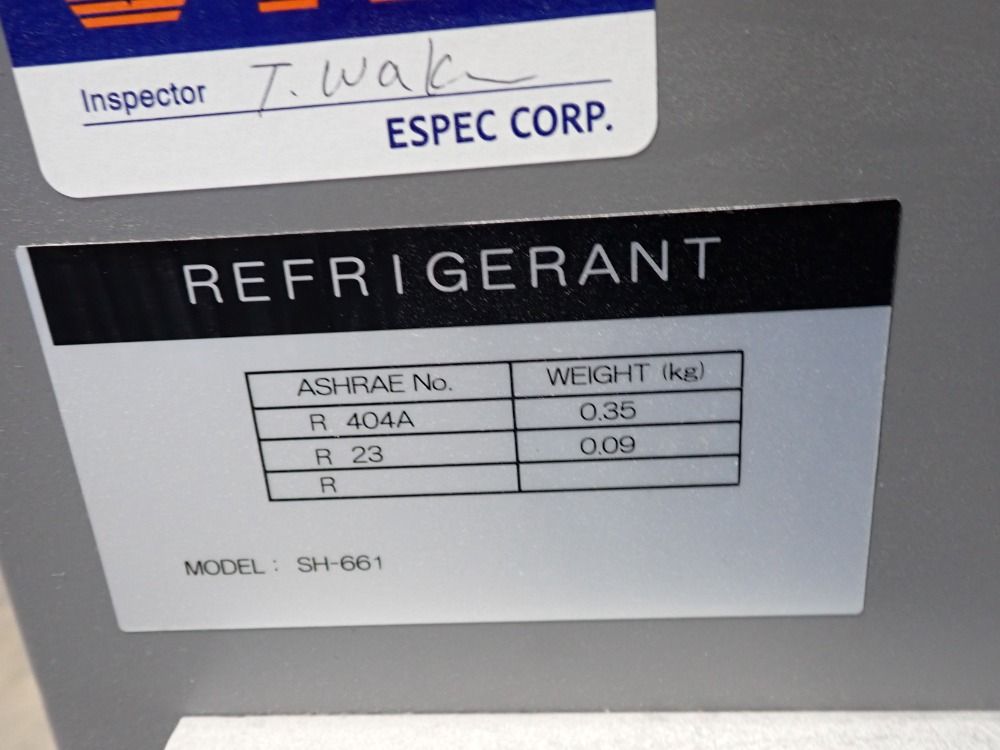 Inspector T. Wak
ESPEC CORP.
REFRIGERANT
ASHRAE No. WEIGHT (kg)
R 404A 0.35
R 23 0.09
R
MODEL : SH-661